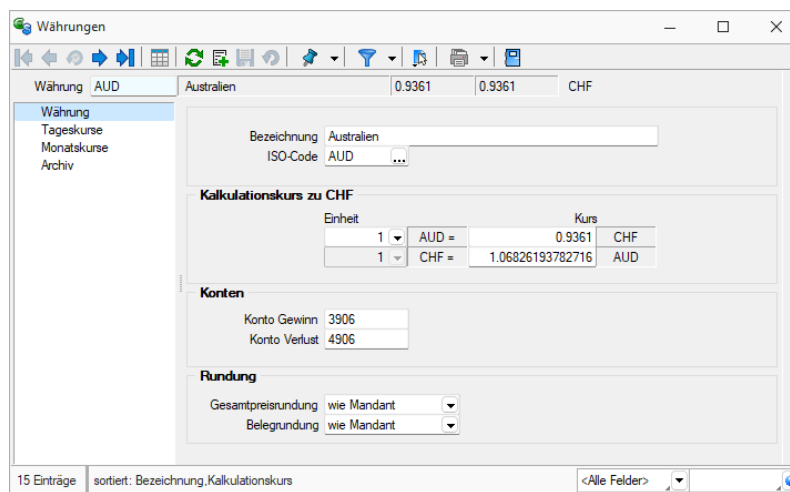 Währungen
Währung AUD Australien 0.9361 0.9361 CHF
Währung
Tageskurse
Monatskurse
Archiv
Bezeichnung Australien
ISO-Code AUD ...
Kalkulationskurs zu CHF
Einheit Kurs
1 AUD = 0.9361 CHF
1 CHF = 1.06826193782716 AUD
Konten
Konto Gewinn 3906
Konto Verlust 4906
Rundung
Gesamtpreisrundung wie Mandant
Belegrundung wie Mandant
15 Einträge sortiert: Bezeichnung,Kalkulationskurs <Alle Felder>